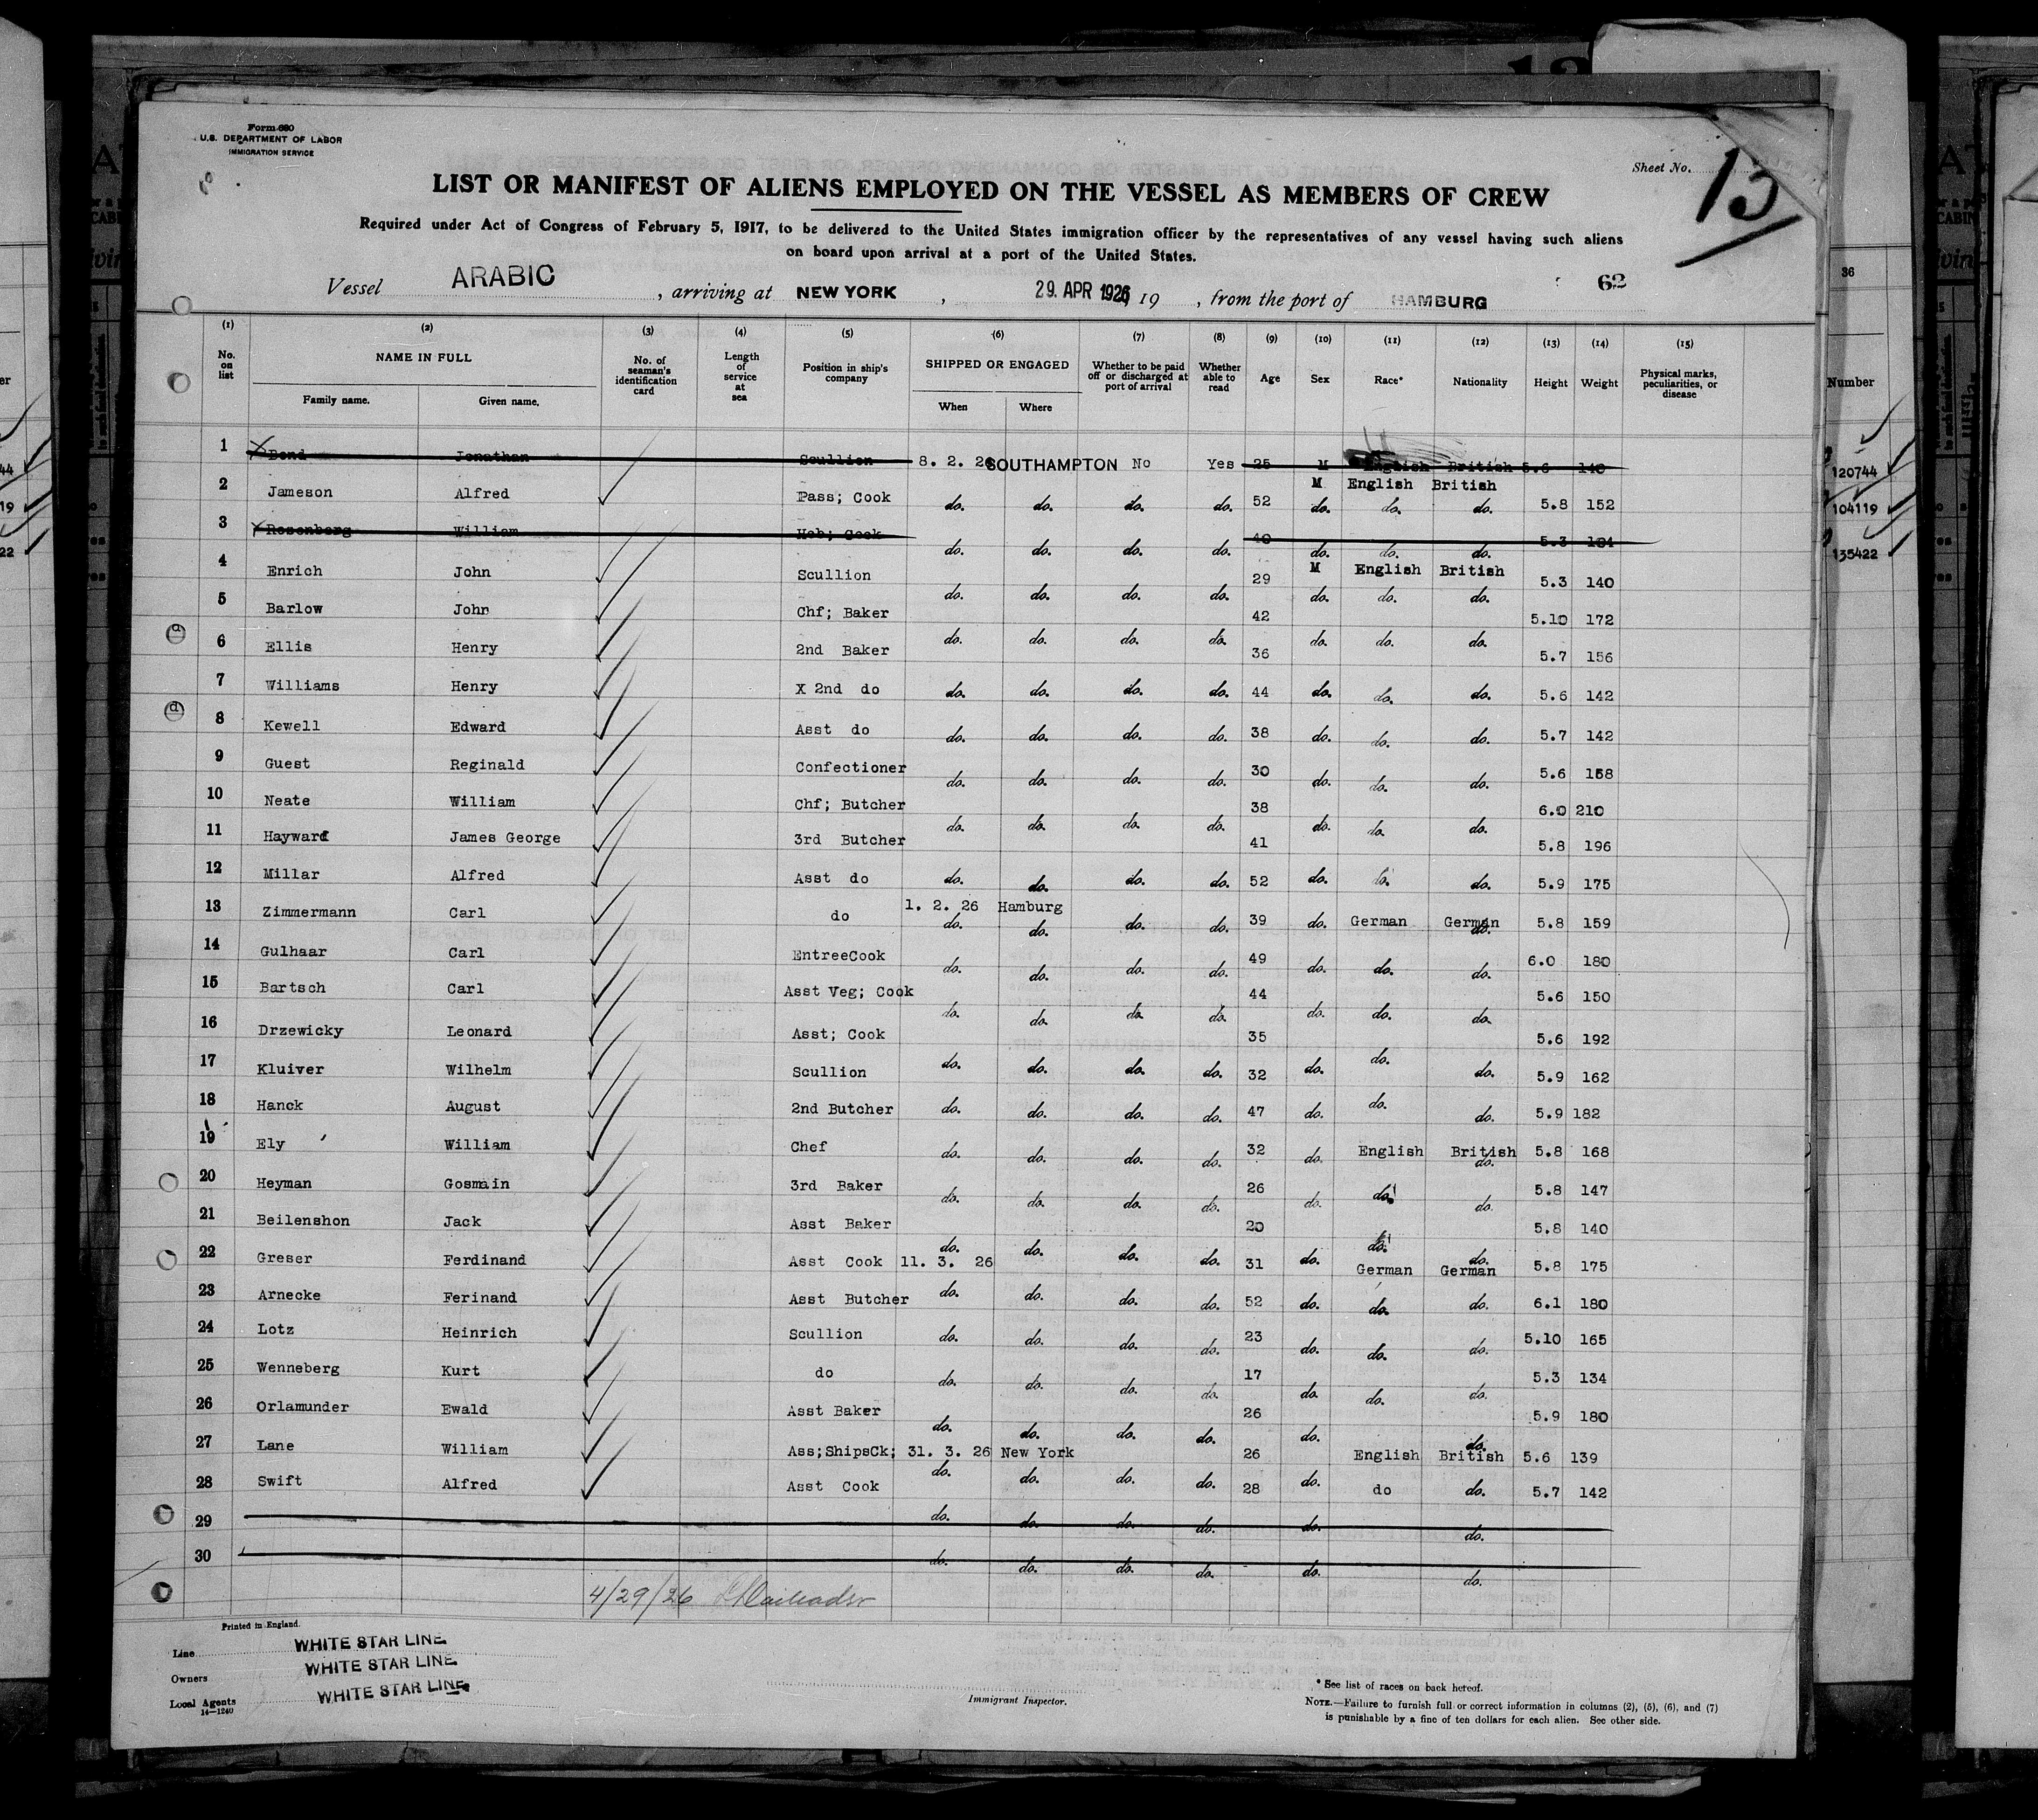 Form 680
U.S. DEPARTMENT OF LABOR
IMMIGRATION SERVICE
Sheet No. 13
LIST OR MANIFEST OF ALIENS EMPLOYED ON THE VESSEL AS MEMBERS OF CREW
Required under Act of Congress of February 5, 1917, to be delivered to the United States immigration officer by the representatives of any vessel having such aliens
on board upon arrival at a port of the United States.
62
Vessel ARABIC, arriving at NEW YORK, 29. APR 1926, 19 , from the port of HAMBURG
(1) (2) (3) (4) (5) (6) (7) (8) (9) (10) (11) (12) (13) (14) (15)
No. on list NAME IN FULL Family name. Given name. No. of seaman's identification card Length of service at sea Position in ship's company SHIPPED OR ENGAGED When Where Whether to be paid off or discharged at port of arrival Whether able to read Age Sex Race* Nationality Height Weight Physical marks, peculiarities, or disease
1 Bond Jonathan Scullion 8. 2. 26 SOUTHAMPTON No Yes 25 M English British 5.6 140
2 Jameson Alfred Pass; Cook do. do. do. do. 52 M English British do. do. do. 5.8 152
3 Rosenberg William Heb; Cook do. do. do. do. 40 do. do. do. 5.3 184
4 Enrich John Scullion do. do. do. do. 29 M English British do. do. do. 5.3 140
5 Barlow John Chf; Baker do. do. do. do. 42 do. do. do. 5.10 172
6 Ellis Henry 2nd Baker 36 5.7 156
7 Williams Henry X 2nd do do. do. do. do. 44 do. do. do. 5.6 142
8 Kewell Edward Asst do do. do. do. do. 38 do. do. do. 5.7 142
9 Guest Reginald Confectioner do. do. do. do. 30 do. do. do. 5.6 158
10 Neate William Chf; Butcher do. do. do. do. 38 do. do. do. 6.0 210
11 Hayward James George 3rd Butcher 41 5.8 196
12 Millar Alfred Asst do do. do. do. do. 52 do. do. do. 5.9 175
13 Zimmermann Carl do 1. 2. 26 Hamburg do. do. do. do. 39 do. German German do. 5.8 159
14 Gulhaar Carl EntreeCook do. do. do. do. 49 do. do. do. 6.0 180
15 Bartsch Carl Asst Veg; Cook do. do. do. do. 44 do. do. do. 5.6 150
16 Drzewicky Leonard Asst; Cook 35 do. 5.6 192
17 Kluiver Wilhelm Scullion do. do. do. do. 32 do. do. 5.9 162
18 Hanck August 2nd Butcher do. do. do. do. 47 do. do. do. 5.9 182
19 Ely William Chef do. do. do. do. 32 do. English British do. 5.8 168
20 Heyman Gosmain 3rd Baker do. do. do. do. 26 do. do. do. 5.8 147
21 Beilenshon Jack Asst Baker 20 do. 5.8 140
22 Greser Ferdinand Asst Cook do. 11. 3. 26 do. do. do. 31 do. German do. German 5.8 175
23 Arnecke Ferinand Asst Butcher do. do. do. do. 52 do. do. do. 6.1 180
24 Lotz Heinrich Scullion do. do. do. do. 23 do. do. do. 5.10 165
25 Wenneberg Kurt do do. do. do. do. 17 do. do. do. 5.3 134
26 Orlamunder Ewald Asst Baker do. do. do. do. 26 do. 5.9 180
27 Lane William Ass;ShipsCk; 31. 3. 26 New York 26 English do. British 5.6 139
28 Swift Alfred Asst Cook do. do. do. do. 28 do. do do. 5.7 142
29 do. do. do. do. do. do.
30 do. do. do. do. do. do.
4/29/26
Printed in England.
Line WHITE STAR LINE.
Owners WHITE STAR LINE.
Local Agents WHITE STAR LINE.
14—1240
Immigrant Inspector.
* See list of races on back hereof.
NOTE.—Failure to furnish full or correct information in columns (2), (5), (6), and (7)
is punishable by a fine of ten dollars for each alien. See other side.
36
Number
120744
104119
135422